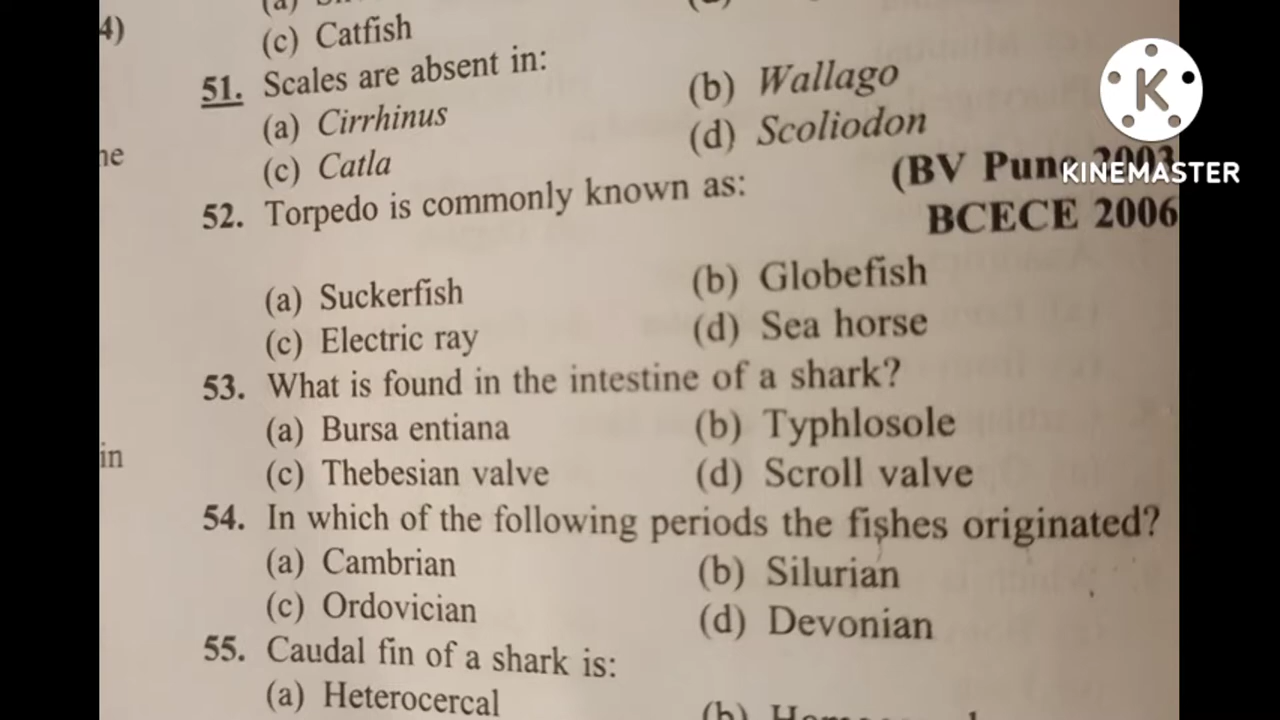 4)
(c) Catfish
51. Scales are absent in:
(a) Cirrhinus (b) Wallago
(c) Catla (d) Scoliodon
he
52. Torpedo is commonly known as: (BV Pune 2003
BCECE 2006
(a) Suckerfish (b) Globefish
(c) Electric ray (d) Sea horse
53. What is found in the intestine of a shark?
(a) Bursa entiana (b) Typhlosole
in
(c) Thebesian valve (d) Scroll valve
54. In which of the following periods the fishes originated?
(a) Cambrian (b) Silurian
(c) Ordovician (d) Devonian
55. Caudal fin of a shark is:
(a) Heterocercal (b)
K
KINEMASTER